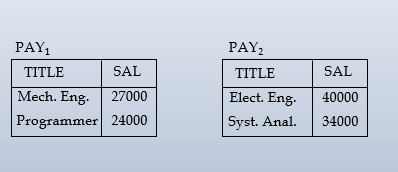 PAY₁
TITLE SAL
Mech. Eng. 27000
Programmer 24000
PAY₂
TITLE SAL
Elect. Eng. 40000
Syst. Anal. 34000